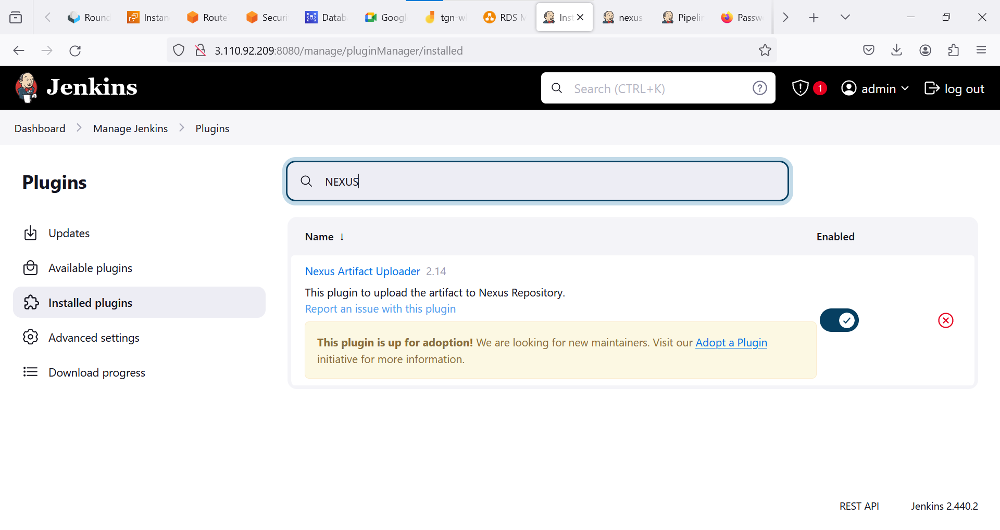 Round
Instan
Route
Securi
Datab
Googl
tgn-w
RDS M
Inst
nexus
Pipelin
Passw
3.110.92.209:8080/manage/pluginManager/installed
Jenkins
Search (CTRL+K)
1
admin
log out
Dashboard
Manage Jenkins
Plugins
Plugins
NEXUS
Updates
Available plugins
Installed plugins
Advanced settings
Download progress
Name ↓
Enabled
Nexus Artifact Uploader 2.14
This plugin to upload the artifact to Nexus Repository.
Report an issue with this plugin
This plugin is up for adoption! We are looking for new maintainers. Visit our Adopt a Plugin
initiative for more information.
REST API
Jenkins 2.440.2